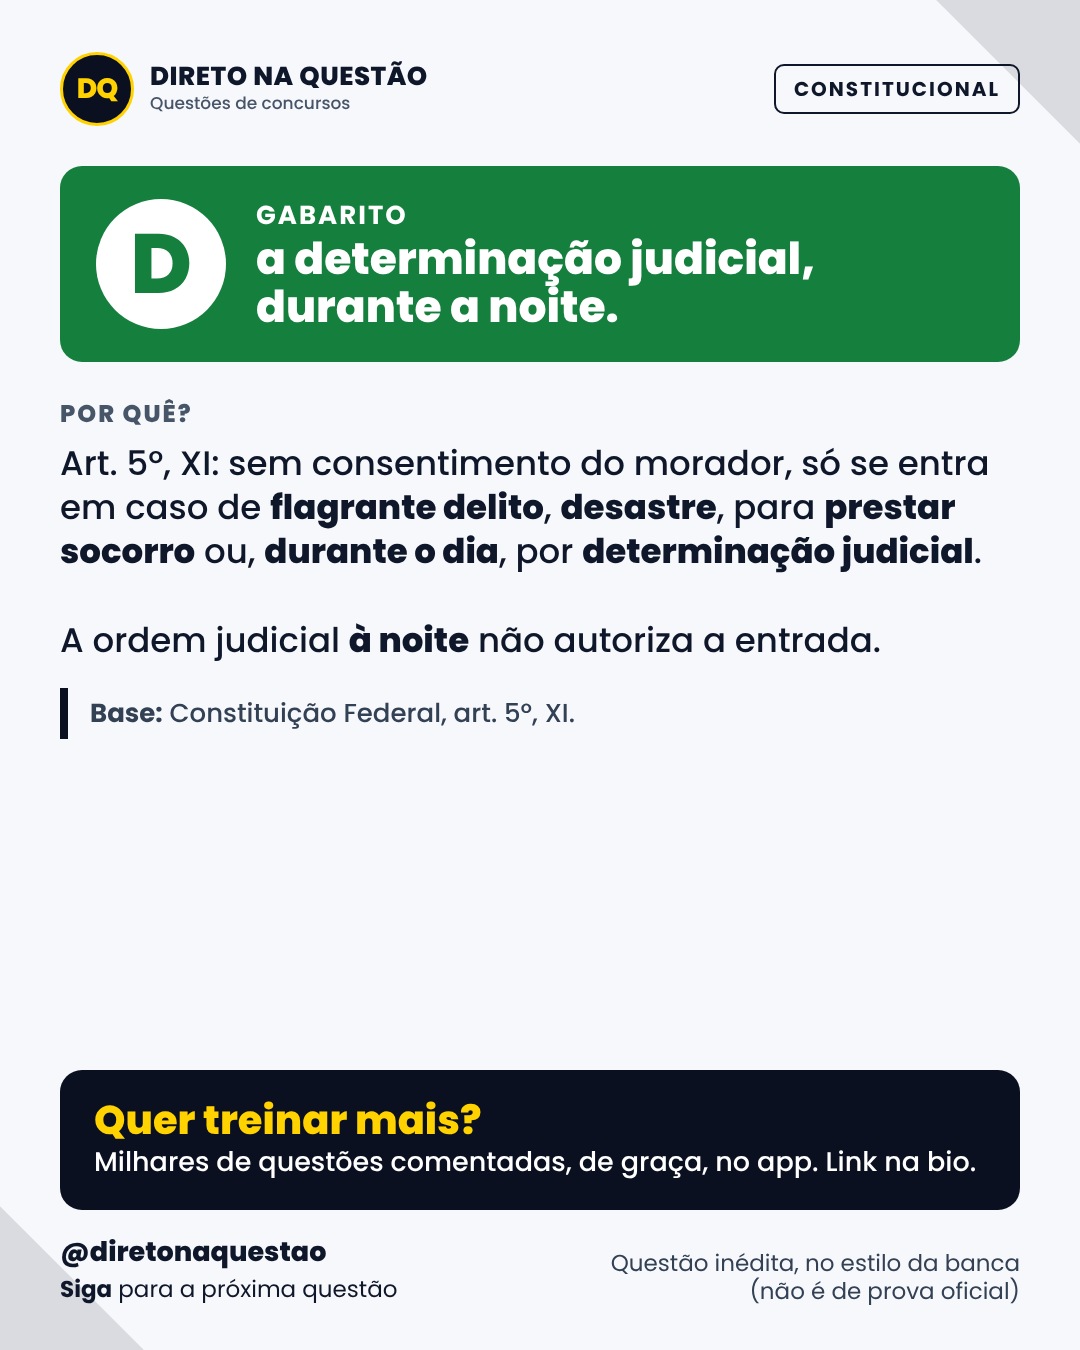 DQ
DIRETO NA QUESTÃO
Questões de concursos
CONSTITUCIONAL
D
GABARITO
a determinação judicial,
durante a noite.
POR QUÊ?
Art. 5º, XI: sem consentimento do morador, só se entra
em caso de flagrante delito, desastre, para prestar
socorro ou, durante o dia, por determinação judicial.
A ordem judicial à noite não autoriza a entrada.
Base: Constituição Federal, art. 5º, XI.
Quer treinar mais?
Milhares de questões comentadas, de graça, no app. Link na bio.
@diretonaquestao
Siga para a próxima questão
Questão inédita, no estilo da banca
(não é de prova oficial)